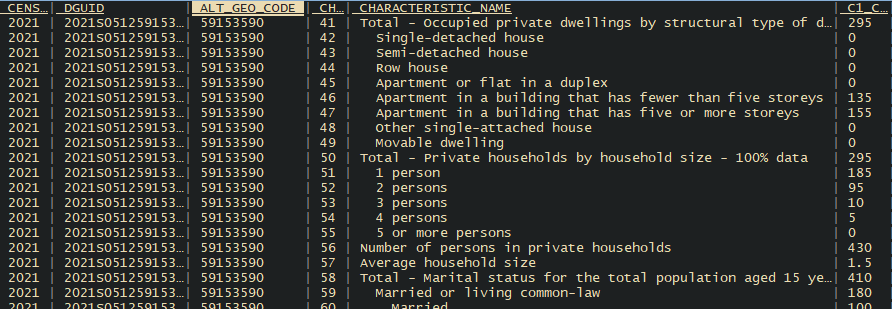 CENS… | DGUID | ALT_GEO_CODE | CH… | CHARACTERISTIC_NAME | C1_C…
2021 | 2021S051259153…| 59153590 | 41 | Total - Occupied private dwellings by structural type of d…| 295
2021 | 2021S051259153…| 59153590 | 42 | Single-detached house | 0
2021 | 2021S051259153…| 59153590 | 43 | Semi-detached house | 0
2021 | 2021S051259153…| 59153590 | 44 | Row house | 0
2021 | 2021S051259153…| 59153590 | 45 | Apartment or flat in a duplex | 0
2021 | 2021S051259153…| 59153590 | 46 | Apartment in a building that has fewer than five storeys | 135
2021 | 2021S051259153…| 59153590 | 47 | Apartment in a building that has five or more storeys | 155
2021 | 2021S051259153…| 59153590 | 48 | Other single-attached house | 0
2021 | 2021S051259153…| 59153590 | 49 | Movable dwelling | 0
2021 | 2021S051259153…| 59153590 | 50 | Total - Private households by household size - 100% data | 295
2021 | 2021S051259153…| 59153590 | 51 | 1 person | 185
2021 | 2021S051259153…| 59153590 | 52 | 2 persons | 95
2021 | 2021S051259153…| 59153590 | 53 | 3 persons | 10
2021 | 2021S051259153…| 59153590 | 54 | 4 persons | 5
2021 | 2021S051259153…| 59153590 | 55 | 5 or more persons | 0
2021 | 2021S051259153…| 59153590 | 56 | Number of persons in private households | 430
2021 | 2021S051259153…| 59153590 | 57 | Average household size | 1.5
2021 | 2021S051259153…| 59153590 | 58 | Total - Marital status for the total population aged 15 ye…| 410
2021 | 2021S051259153…| 59153590 | 59 | Married or living common-law | 180
2021 | 2021S051259153…| 59153590 | 60 | Married | 100